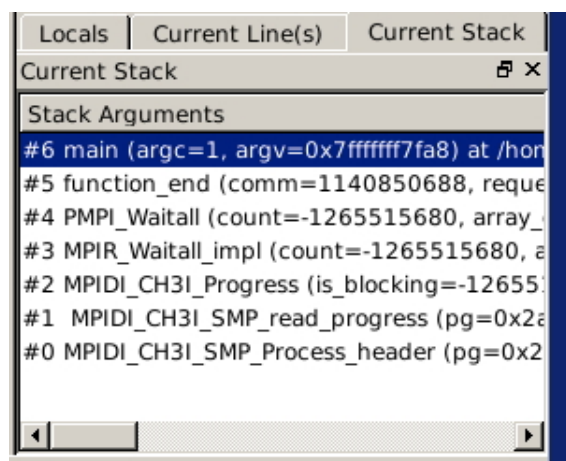 Locals Current Line(s) Current Stack
Current Stack
Stack Arguments
#6 main (argc=1, argv=0x7fffffff7fa8) at /hon
#5 function_end (comm=1140850688, reque
#4 PMPI_Waitall (count=-1265515680, array_
#3 MPIR_Waitall_impl (count=-1265515680, a
#2 MPIDI_CH3I_Progress (is_blocking=-12655
#1 MPIDI_CH3I_SMP_read_progress (pg=0x2a
#0 MPIDI_CH3I_SMP_Process_header (pg=0x2